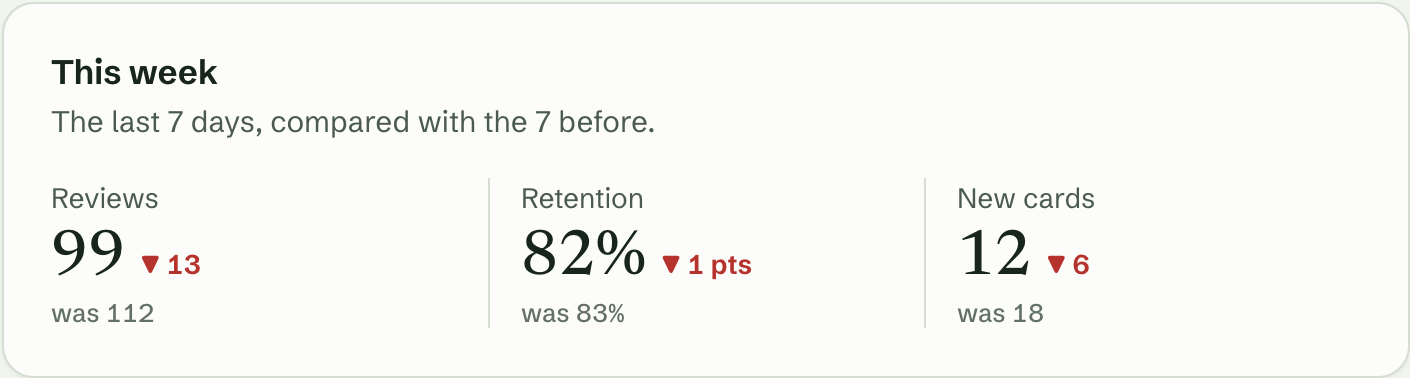 This week
The last 7 days, compared with the 7 before.
Reviews
99 ▼ 13
was 112
Retention
82% ▼ 1 pts
was 83%
New cards
12 ▼ 6
was 18